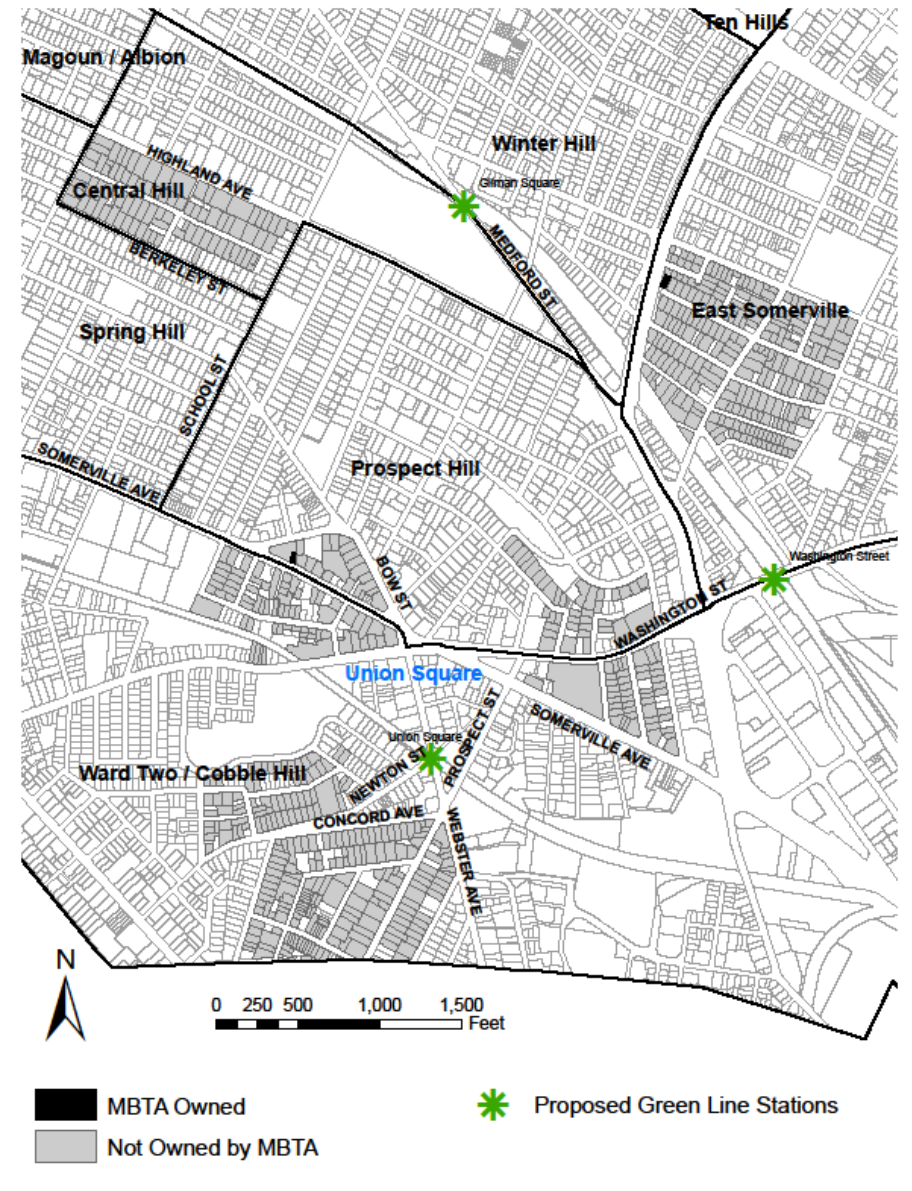 Ten Hills
Magoun / Albion
Winter Hill
HIGHLAND AVE
Gilman Square
Central Hill
MEDFORD ST
BERKELEY ST
East Somerville
Spring Hill
SCHOOL ST
SOMERVILLE AVE
Prospect Hill
Washington Street
BOW ST
WASHINGTON ST
Union Square
PROSPECT ST
SOMERVILLE AVE
Union Square
NEWTON ST
Ward Two / Cobble Hill
CONCORD AVE
WEBSTER AVE
N
0 250 500 1,000 1,500
Feet
MBTA Owned
Proposed Green Line Stations
Not Owned by MBTA